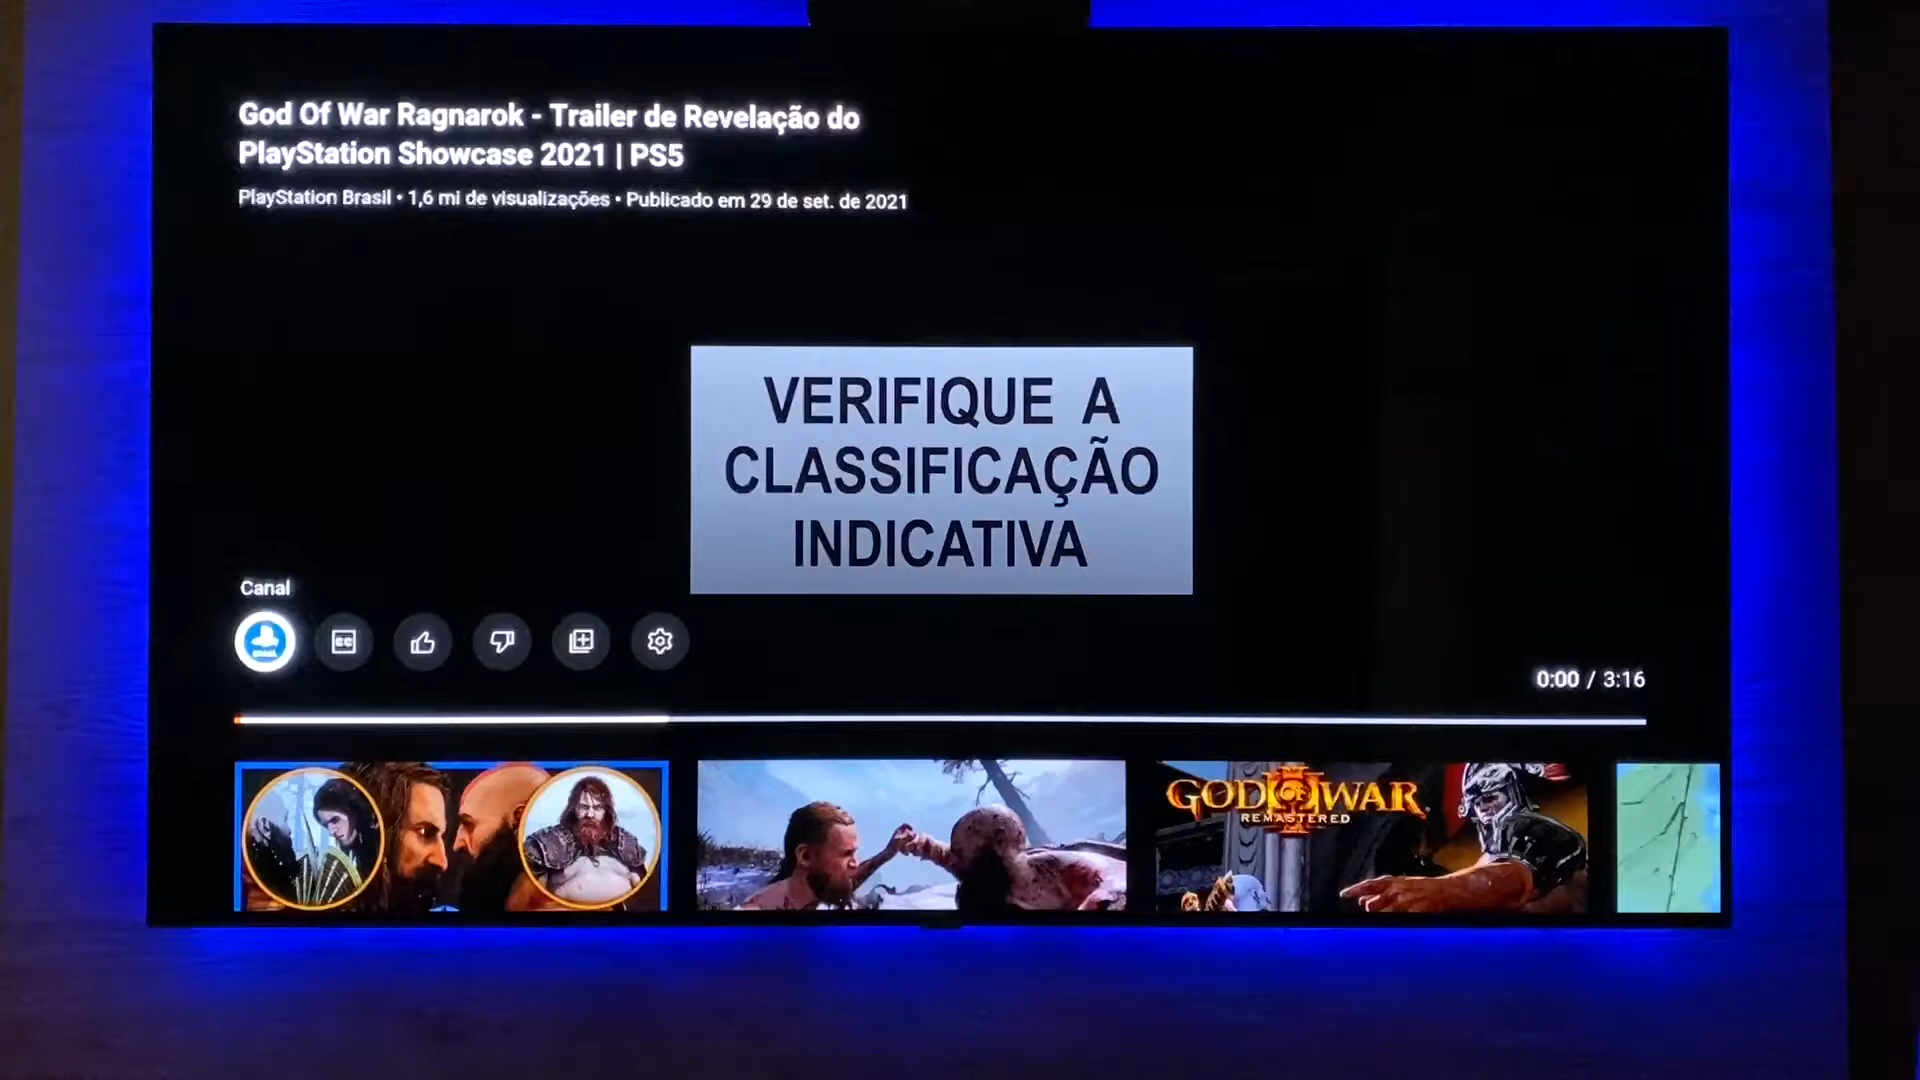 God Of War Ragnarok - Trailer de Revelação do
PlayStation Showcase 2021 | PS5
PlayStation Brasil • 1,6 mi de visualizações • Publicado em 29 de set. de 2021
VERIFIQUE A
CLASSIFICAÇÃO
INDICATIVA
Canal
CC
0:00 / 3:16
GOD OF WAR
REMASTERED